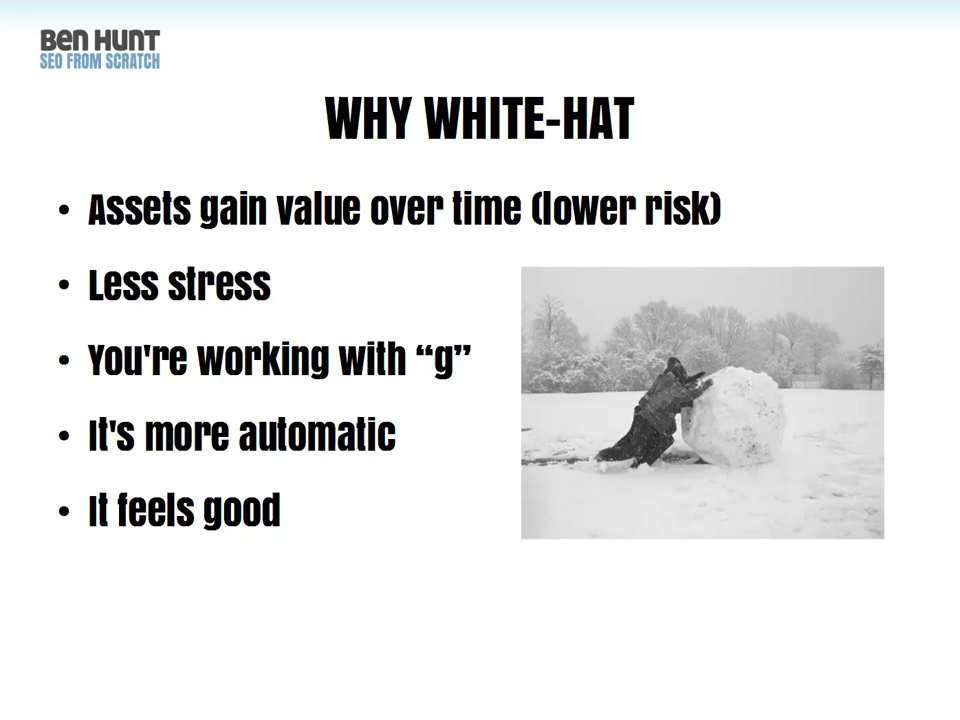 Ben Hunt
SEO FROM SCRATCH
WHY WHITE-HAT
• Assets gain value over time (lower risk)
• Less stress
• You're working with “g”
• It's more automatic
• It feels good